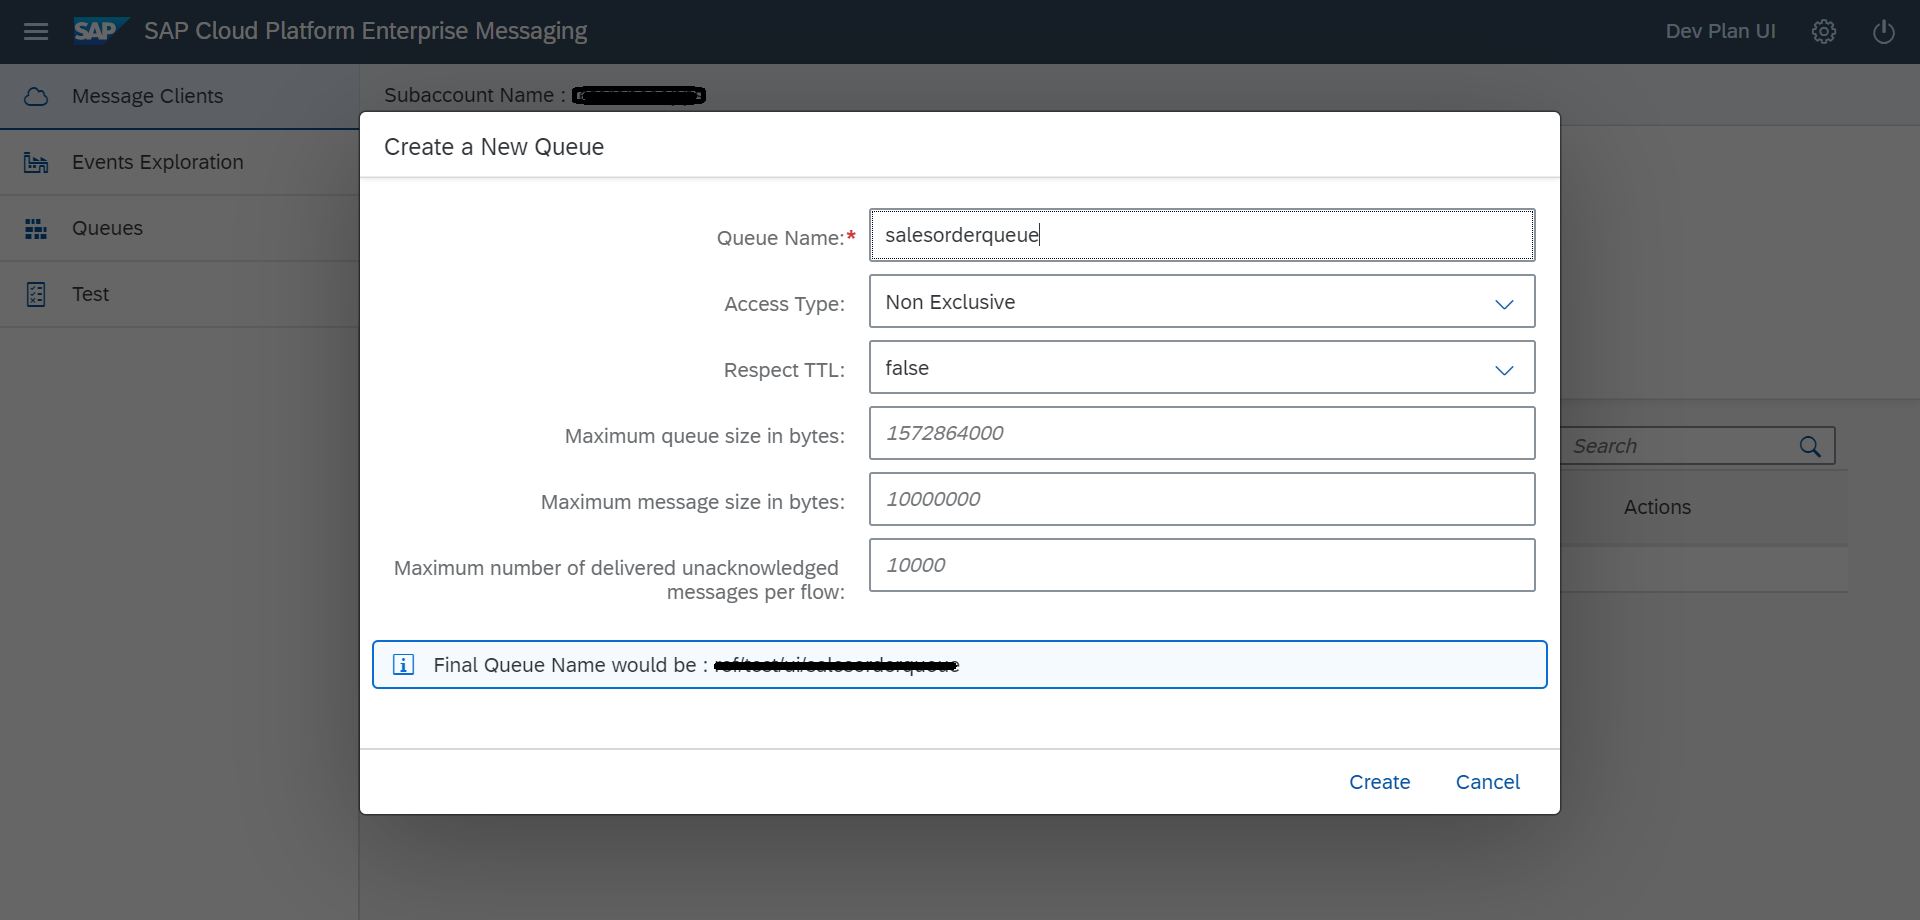 SAP SAP Cloud Platform Enterprise Messaging
Dev Plan UI
Message Clients
Events Exploration
Queues
Test
Subaccount Name :
Create a New Queue
Queue Name:* salesorderqueue
Access Type: Non Exclusive
Respect TTL: false
Maximum queue size in bytes: 1572864000
Maximum message size in bytes: 10000000
Maximum number of delivered unacknowledged
messages per flow: 10000
Final Queue Name would be :
Create Cancel
Search
Actions